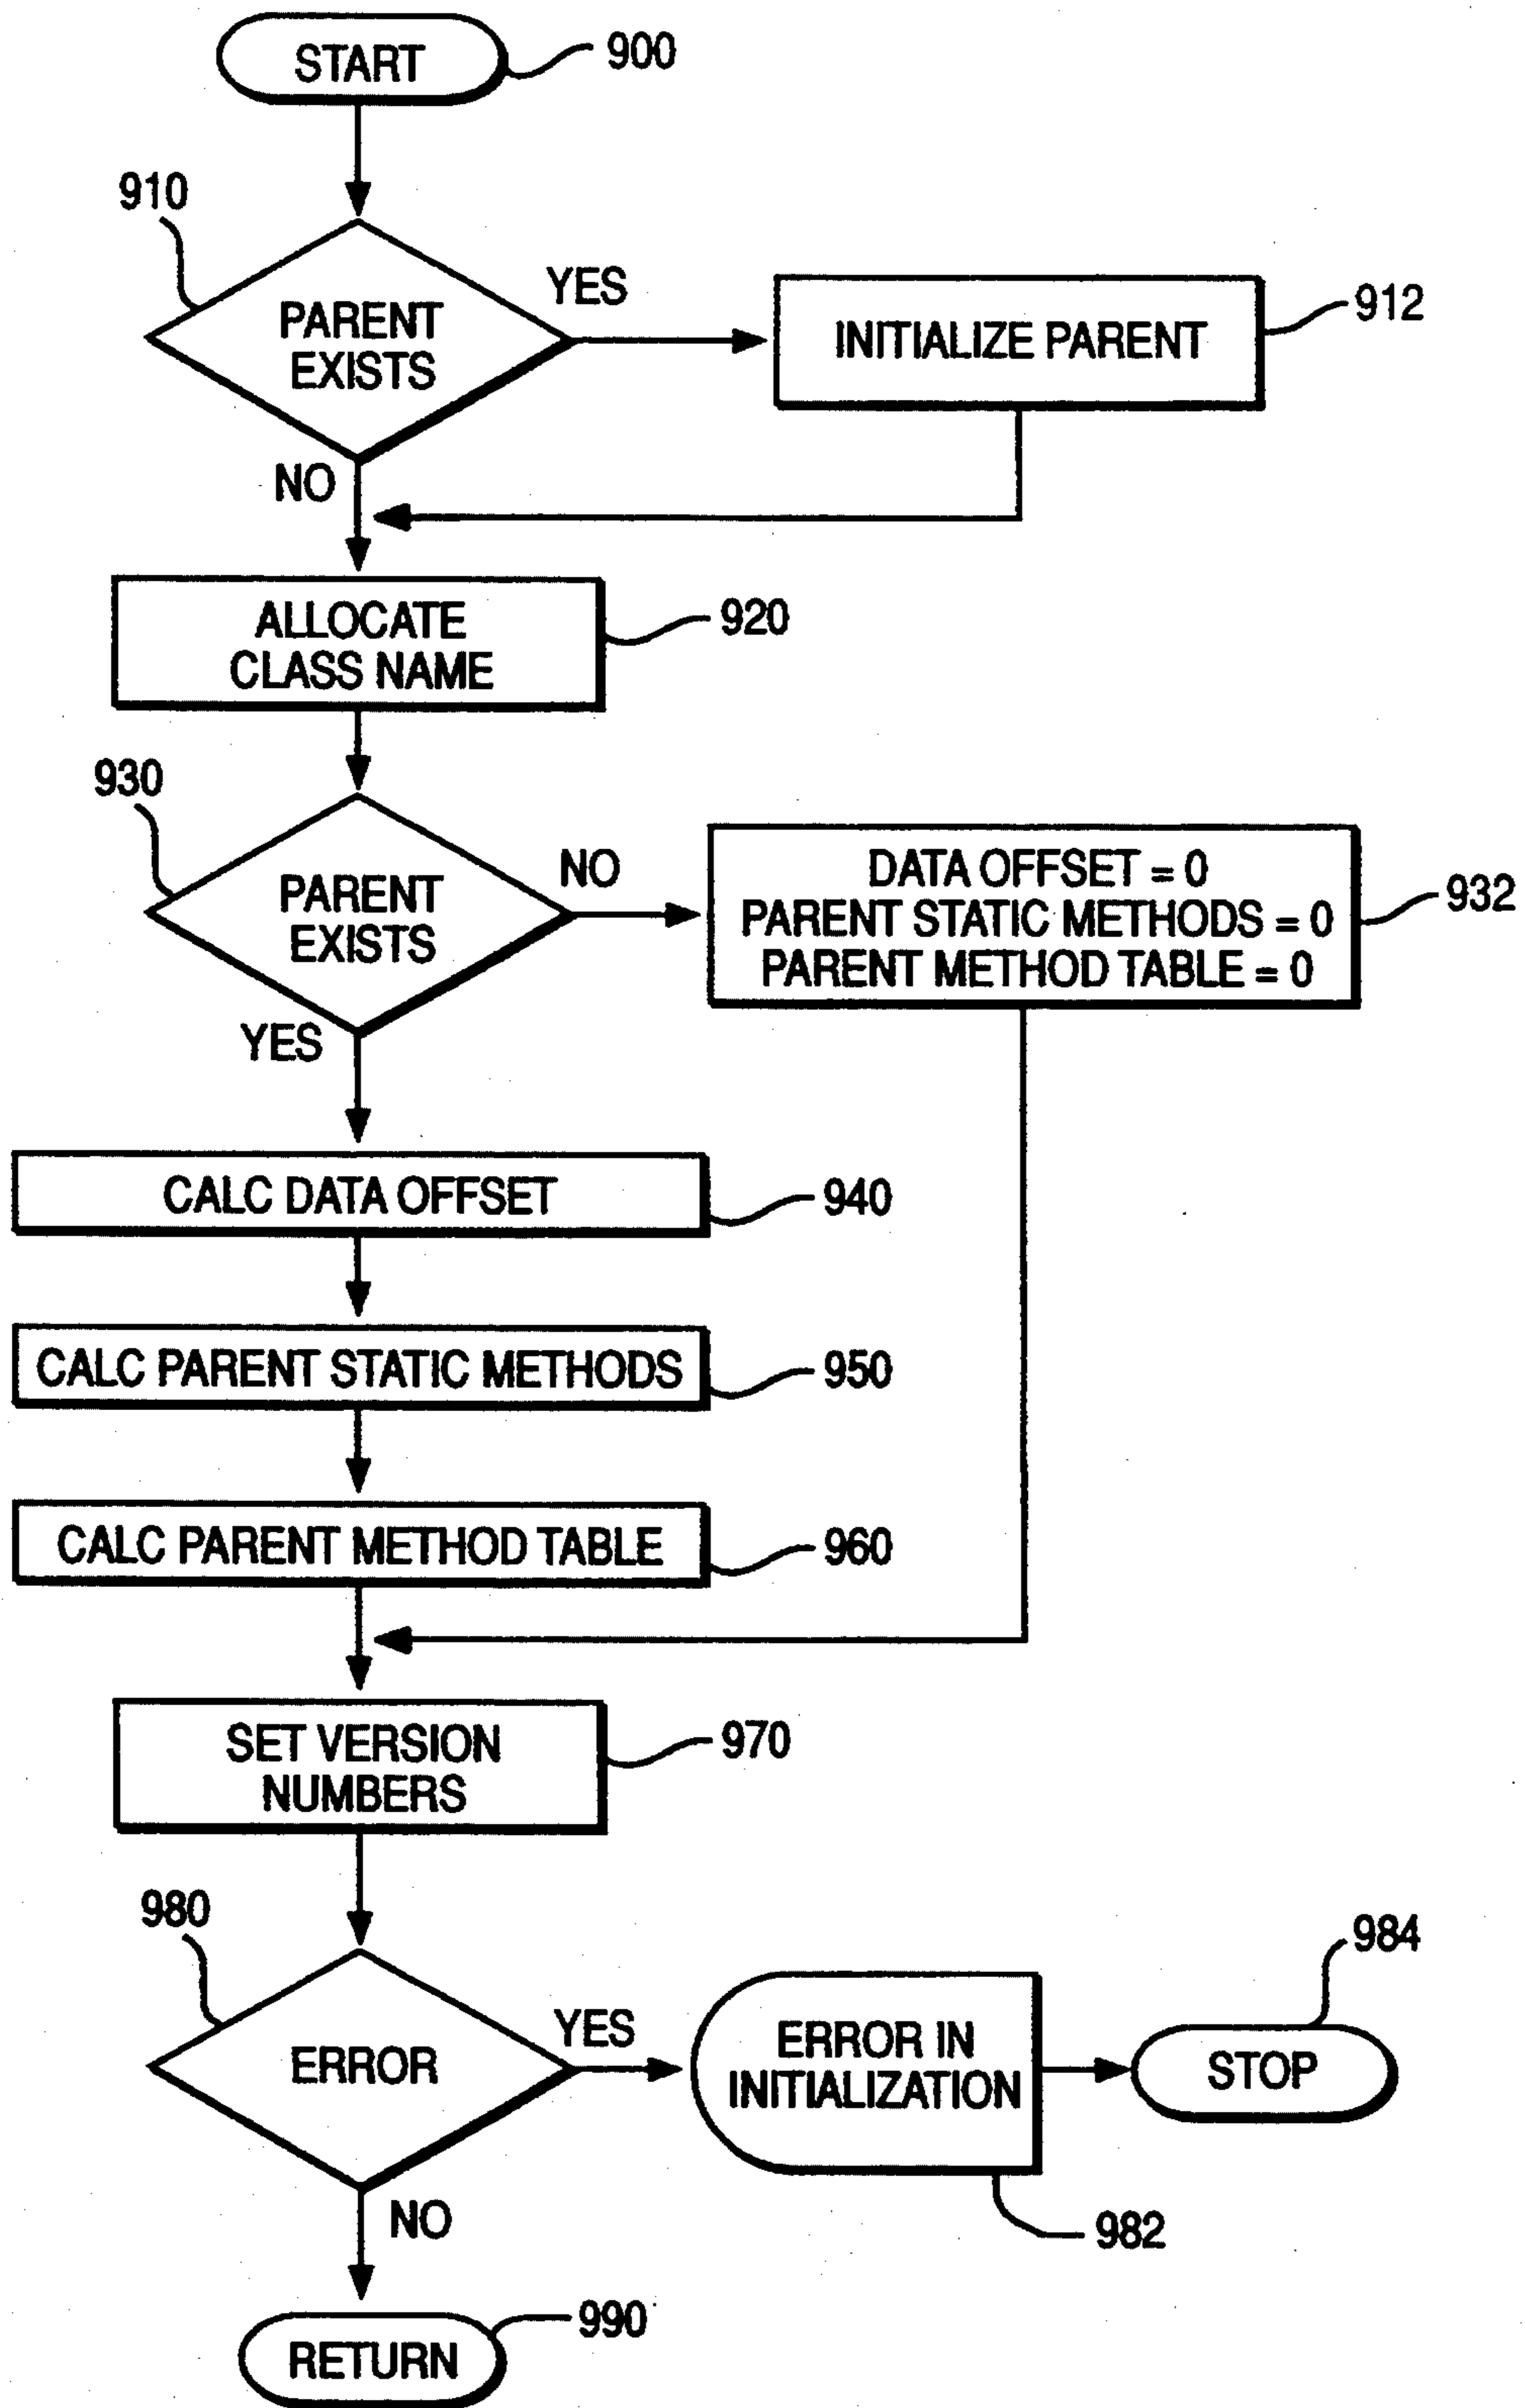 START
900
910
PARENT
EXISTS
YES
INITIALIZE PARENT
912
NO
ALLOCATE
CLASS NAME
920
930
PARENT
EXISTS
NO
DATA OFFSET = 0
PARENT STATIC METHODS = 0
PARENT METHOD TABLE = 0
932
YES
CALC DATA OFFSET
940
CALC PARENT STATIC METHODS
950
CALC PARENT METHOD TABLE
960
SET VERSION
NUMBERS
970
980
ERROR
YES
ERROR IN
INITIALIZATION
982
STOP
984
NO
RETURN
990